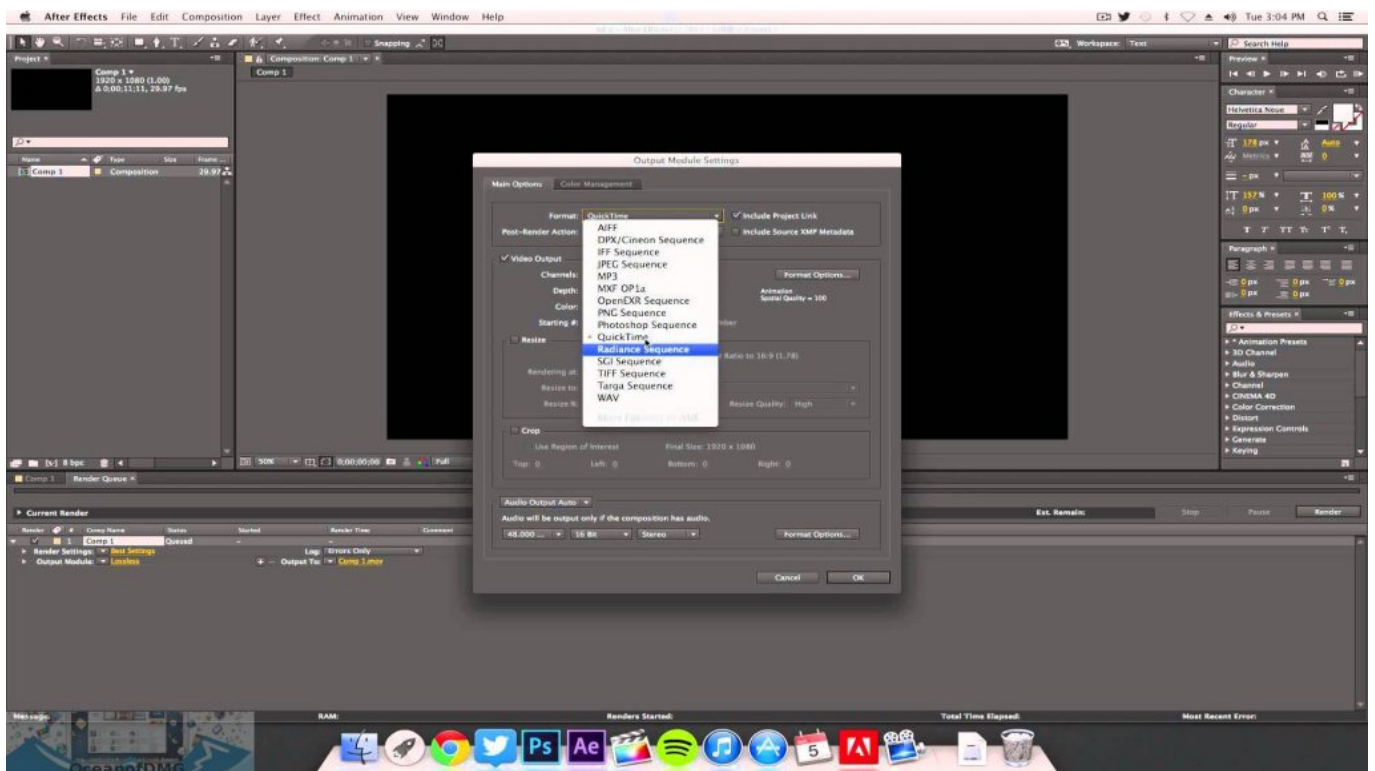 After Effects File Edit Composition Layer Effect Animation View Window Help Tue 3:04 PM
Snapping Workspace: Text Search Help
Project Composition: Comp 1 Preview
Comp 1
1920 x 1080 (1.00)
Δ 0;00;11;11, 29.97 fps
Comp 1
Character
Helvetica Neue
Regular
178 px Auto
Metrics 0
- px
157 % 100 %
0 px 0 %
T T TT Tr T' T,
Name Type Size Frame ...
Comp 1 Composition 29.97
Output Module Settings
Main Options Color Management
Format: QuickTime Include Project Link
Post-Render Action: Include Source XMP Metadata
AIFF
DPX/Cineon Sequence
IFF Sequence
JPEG Sequence
MP3
MXF OP1a
OpenEXR Sequence
PNG Sequence
Photoshop Sequence
QuickTime
Radiance Sequence
SGI Sequence
TIFF Sequence
Targa Sequence
WAV
Video Output
Channels: Format Options...
Depth: Animation
Spatial Quality = 100
Color:
Starting #:
Resize
Ratio to 16:9 (1.78)
Rendering at:
Resize to:
Resize %: Resize Quality: High
Crop
Use Region of Interest Final Size: 1920 x 1080
Top: 0 Left: 0 Bottom: 0 Right: 0
Audio Output Auto
Audio will be output only if the composition has audio.
48.000 ... 16 Bit Stereo Format Options...
Cancel OK
Paragraph
0 px 0 px 0 px
0 px 0 px
Effects & Presets
* Animation Presets
3D Channel
Audio
Blur & Sharpen
Channel
CINEMA 4D
Color Correction
Distort
Expression Controls
Generate
Keying
8 bpc 50% 0;00;00;00 Full
Comp 1 Render Queue
Current Render Est. Remain: Stop Pause Render
Render # Comp Name Status Started Render Time Comment
1 Comp 1 Queued - -
Render Settings: Best Settings Log: Errors Only
Output Module: Lossless Output To: Comp 1.mov
Message: RAM: Renders Started: Total Time Elapsed: Most Recent Error:
Ps Ae 5
OceanofDMG